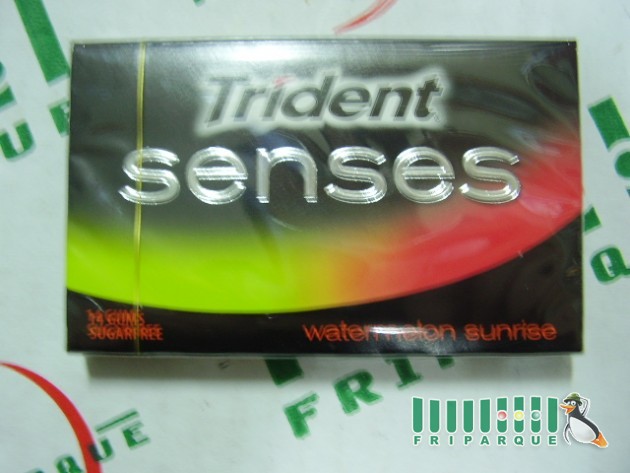 Trident
senses
14 GUMS
SUGARFREE
watermelon sunrise
FRIPARQUE